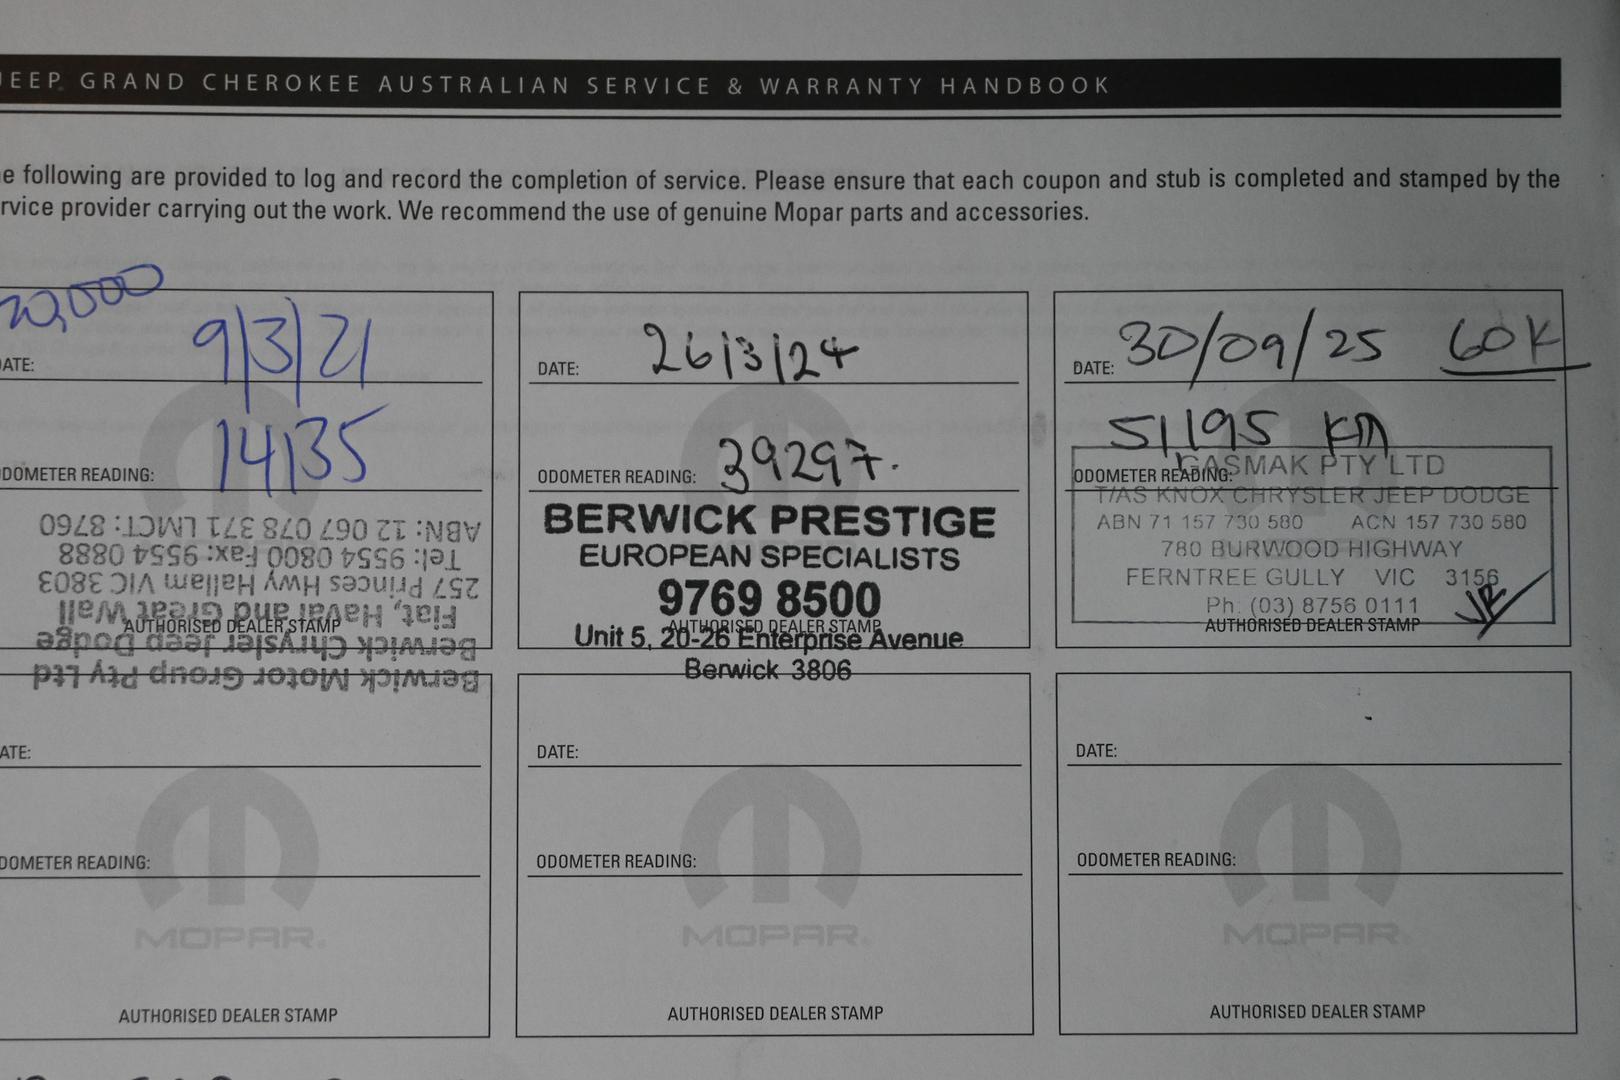 JEEP GRAND CHEROKEE AUSTRALIAN SERVICE & WARRANTY HANDBOOK
e following are provided to log and record the completion of service. Please ensure that each coupon and stub is completed and stamped by the
rvice provider carrying out the work. We recommend the use of genuine Mopar parts and accessories.
20,000
ATE: 9/3/21
DOMETER READING: 14135
Berwick Motor Group Pty Ltd
Berwick Chrysler Jeep Dodge
Fiat, Haval and Great Wall
257 Princes Hwy Hallam VIC 3803
Tel: 9554 0800 Fax: 9554 0888
ABN: 12 067 078 371 LMCT: 8760
AUTHORISED DEALER STAMP
DATE: 26/3/24
ODOMETER READING: 39297.
BERWICK PRESTIGE
EUROPEAN SPECIALISTS
9769 8500
AUTHORISED DEALER STAMP
Unit 5, 20-26 Enterprise Avenue
Berwick 3806
DATE: 30/09/25 60K
51195 KM
ODOMETER READING:
GASMAK PTY LTD
T/AS KNOX CHRYSLER JEEP DODGE
ABN 71 157 730 580 ACN 157 730 580
780 BURWOOD HIGHWAY
FERNTREE GULLY VIC 3156
Ph: (03) 8756 0111
AUTHORISED DEALER STAMP
ATE:
DOMETER READING:
MOPAR.
AUTHORISED DEALER STAMP
DATE:
ODOMETER READING:
MOPAR.
AUTHORISED DEALER STAMP
DATE:
ODOMETER READING:
MOPAR.
AUTHORISED DEALER STAMP